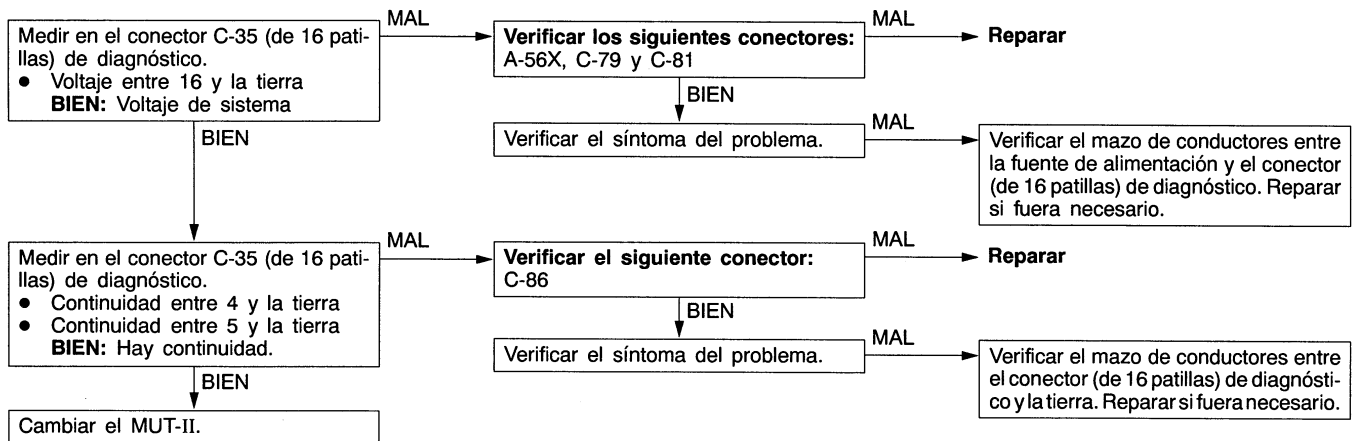 Medir en el conector C-35 (de 16 pati-
llas) de diagnóstico.
● Voltaje entre 16 y la tierra
BIEN: Voltaje de sistema
MAL
Verificar los siguientes conectores:
A-56X, C-79 y C-81
MAL
Reparar
BIEN
Verificar el síntoma del problema.
MAL
Verificar el mazo de conductores entre
la fuente de alimentación y el conector
(de 16 patillas) de diagnóstico. Reparar
si fuera necesario.
BIEN
Medir en el conector C-35 (de 16 pati-
llas) de diagnóstico.
● Continuidad entre 4 y la tierra
● Continuidad entre 5 y la tierra
BIEN: Hay continuidad.
MAL
Verificar el siguiente conector:
C-86
MAL
Reparar
BIEN
Verificar el síntoma del problema.
MAL
Verificar el mazo de conductores entre
el conector (de 16 patillas) de diagnósti-
co y la tierra. Reparar si fuera necesario.
BIEN
Cambiar el MUT-II.